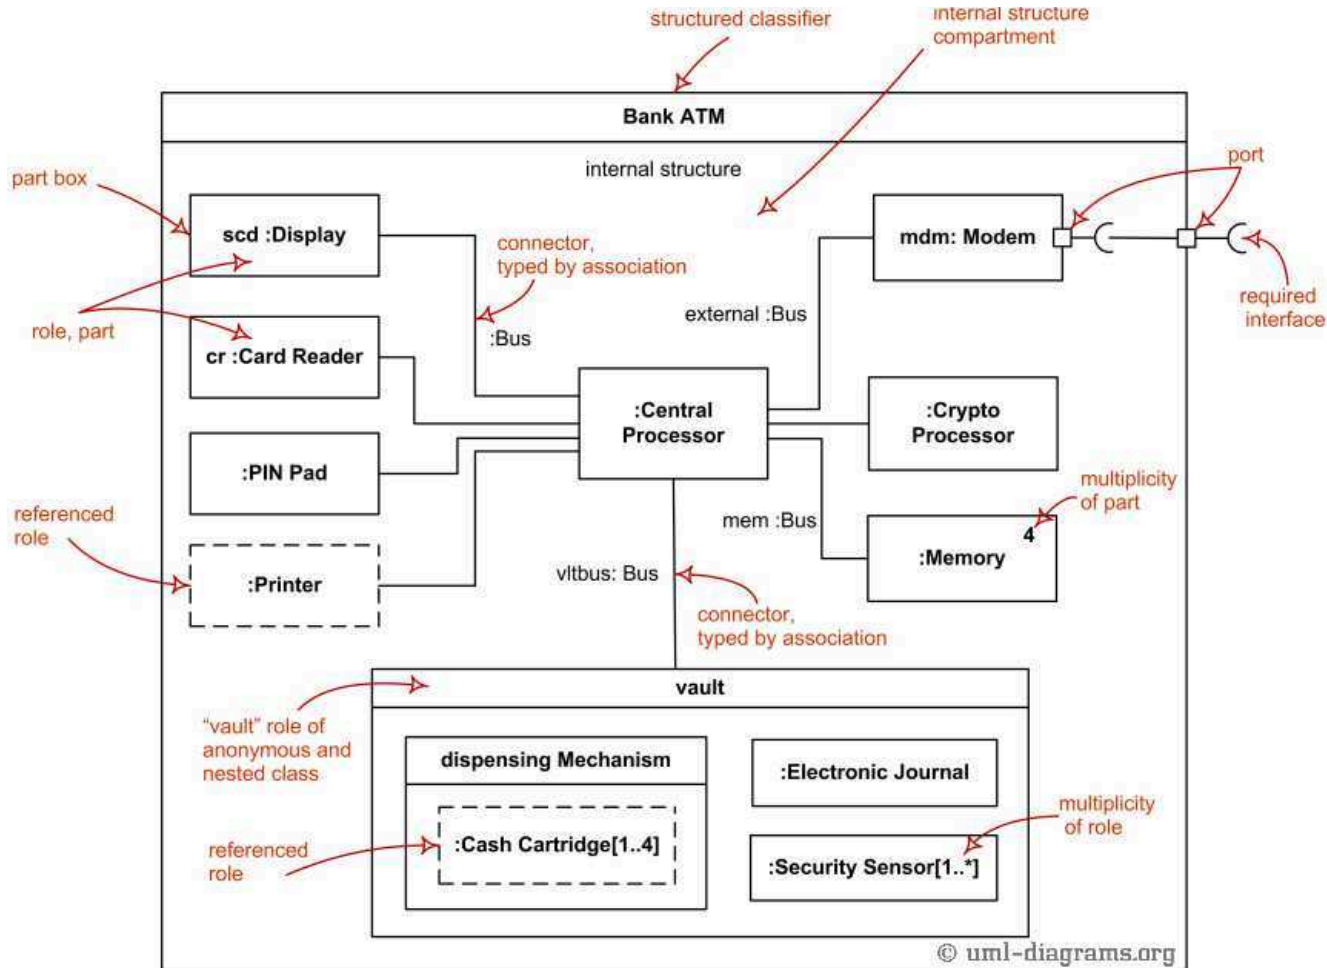 structured classifier
internal structure
compartment
Bank ATM
internal structure
port
part box
scd :Display
connector,
typed by association
mdm: Modem
required
interface
role, part
external :Bus
:Bus
cr :Card Reader
:Central
Processor
:Crypto
Processor
:PIN Pad
multiplicity
of part
referenced
role
mem :Bus
4
:Memory
:Printer
vltbus: Bus
connector,
typed by association
vault
"vault" role of
anonymous and
nested class
dispensing Mechanism
:Electronic Journal
multiplicity
of role
referenced
role
:Cash Cartridge[1..4]
:Security Sensor[1..*]
© uml-diagrams.org